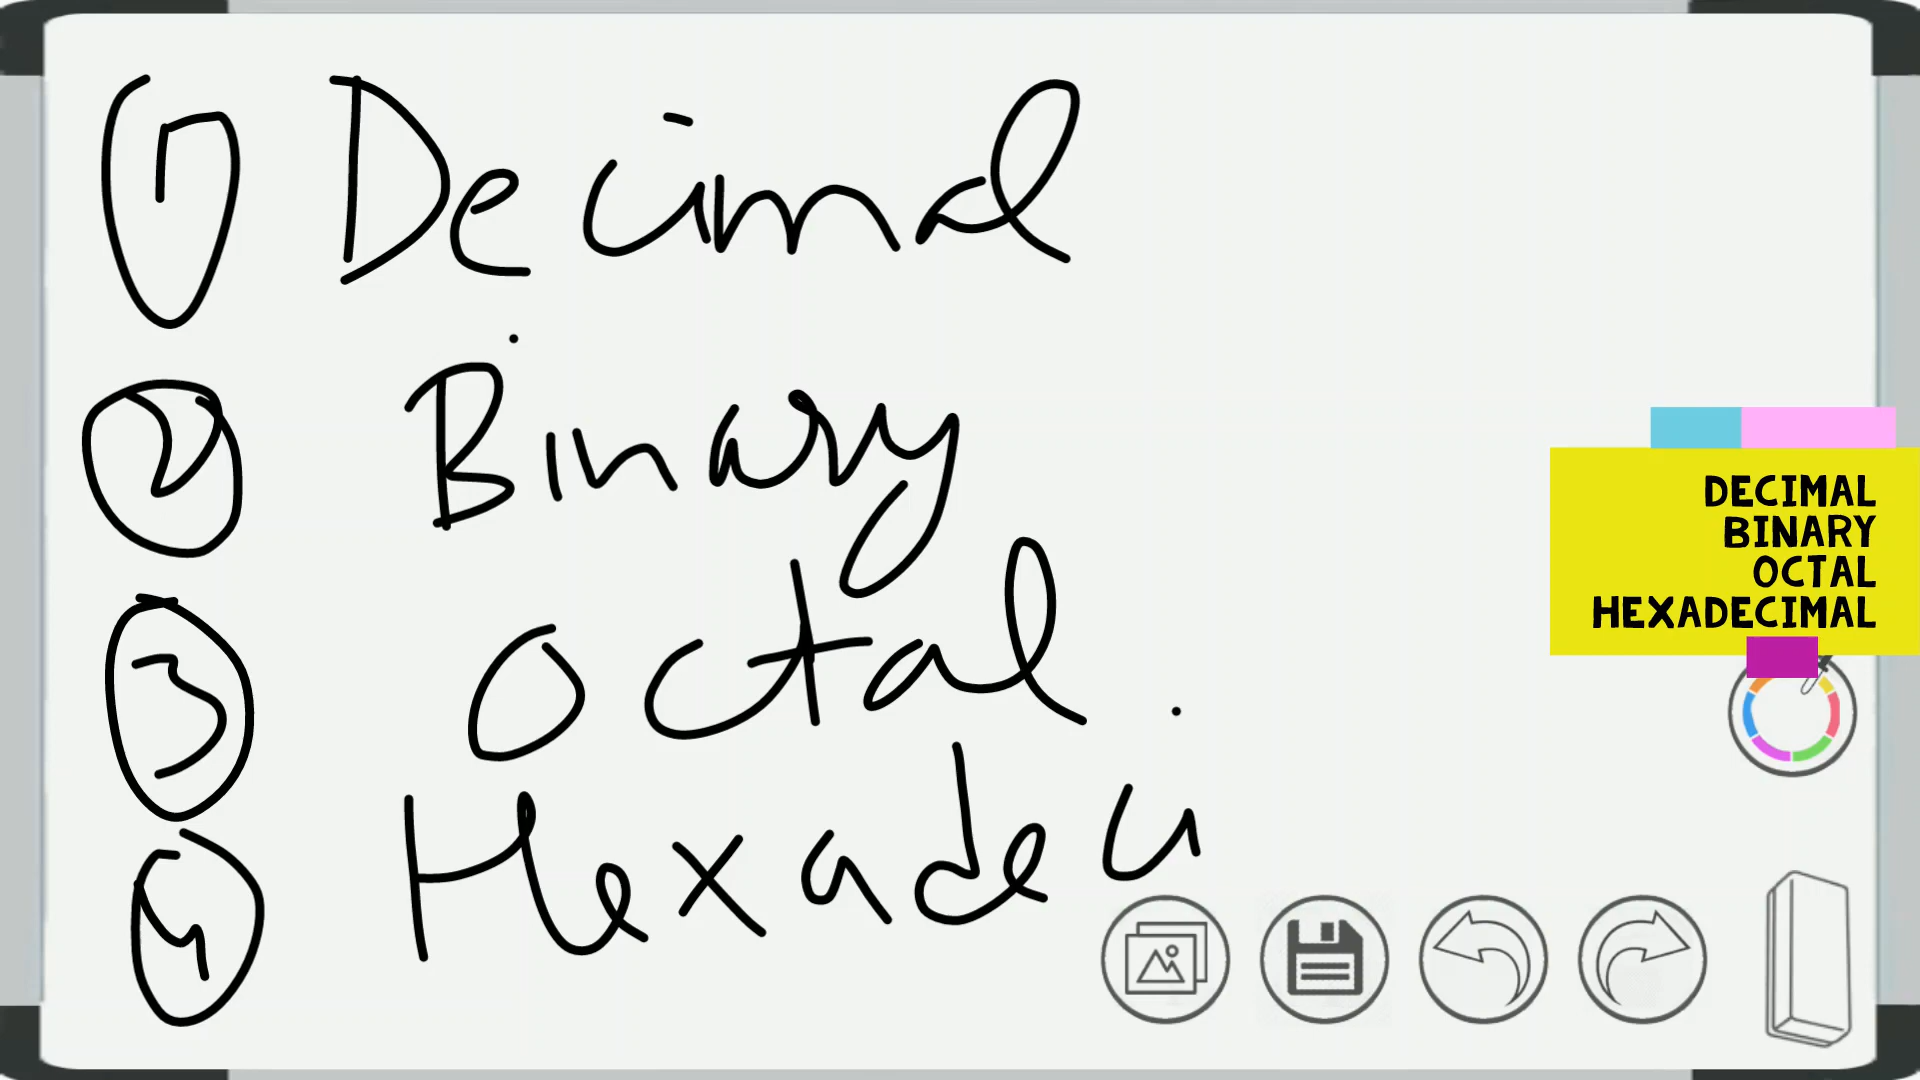 1 Decimal
2 Binary
3 Octal
4 Hexadeci
DECIMAL
BINARY
OCTAL
HEXADECIMAL